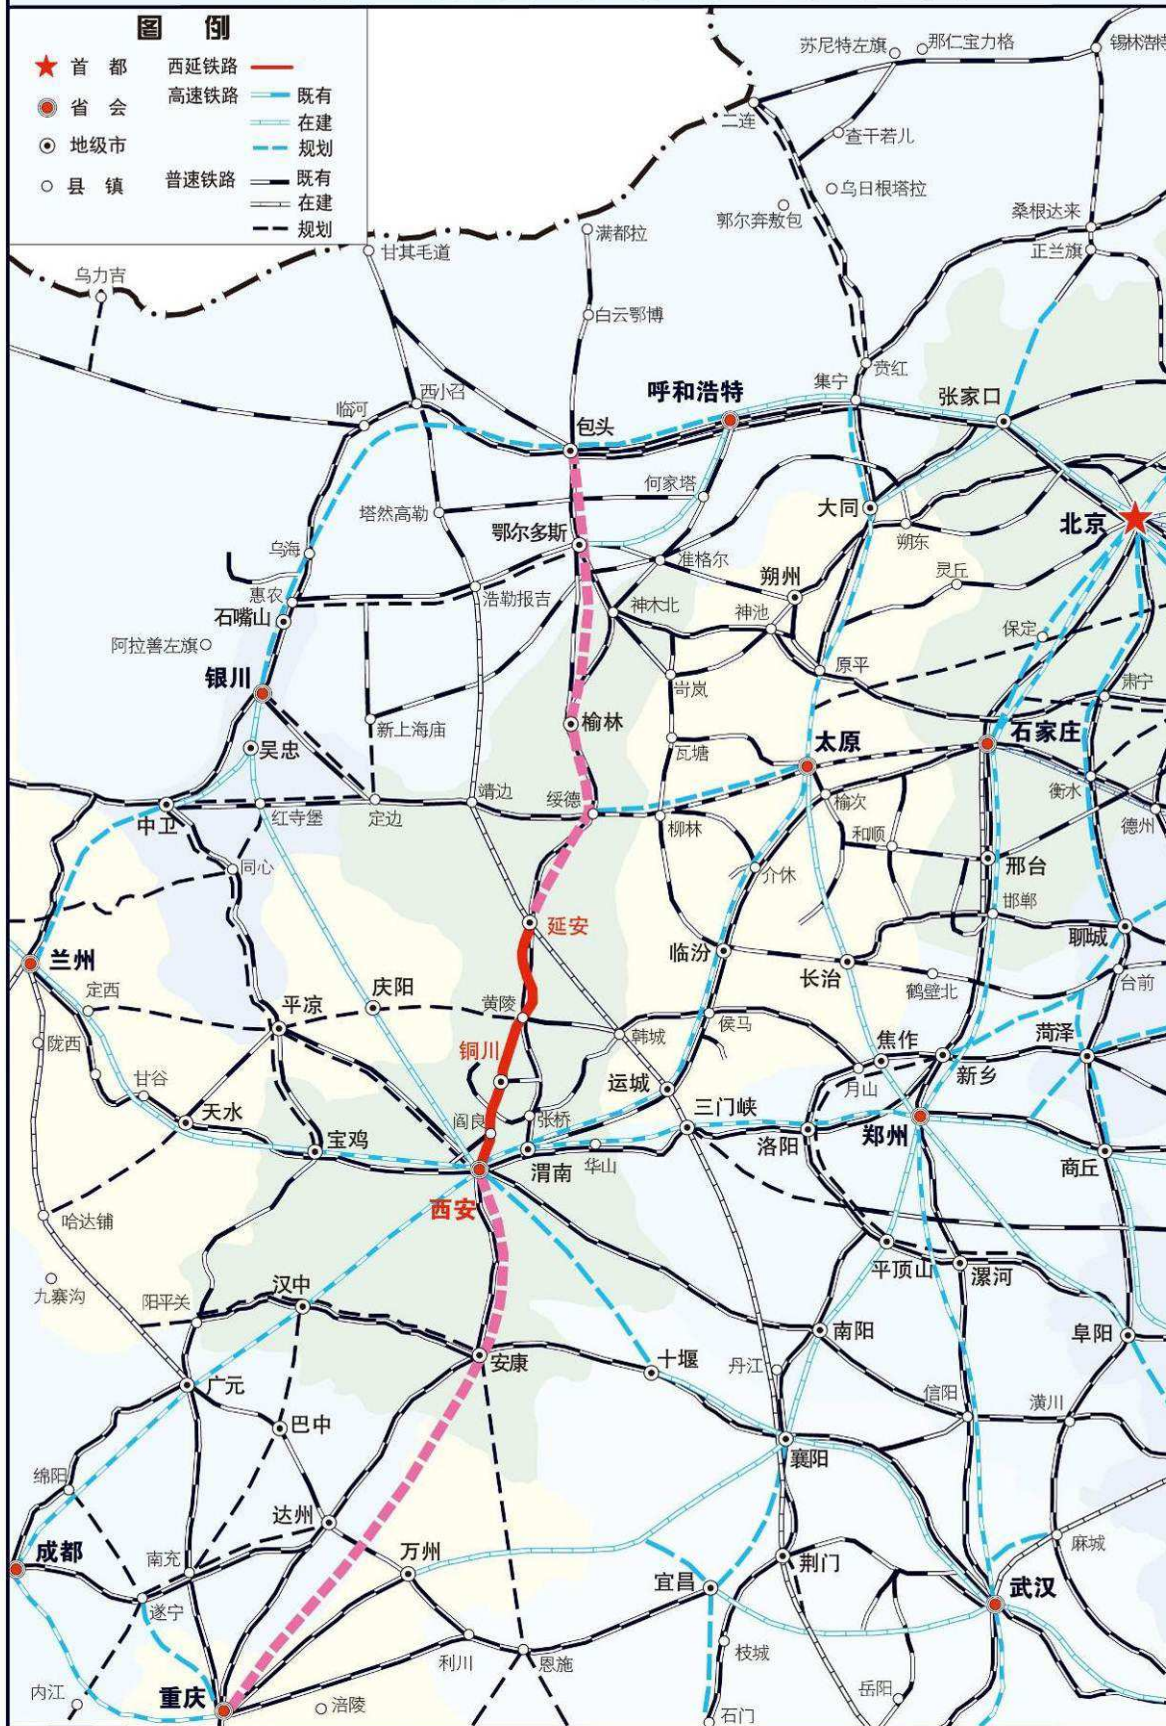 图 例
首 都
西延铁路
省 会
高速铁路
既有
在建
规划
地级市
县 镇
普速铁路
既有
在建
规划
苏尼特左旗
那仁宝力格
锡林浩特
二连
查干若儿
乌日根塔拉
郭尔奔敖包
桑根达来
正兰旗
满都拉
甘其毛道
乌力吉
白云鄂博
贲红
集宁
呼和浩特
张家口
西小召
临河
包头
何家塔
塔然高勒
大同
北京
朔东
鄂尔多斯
乌海
准格尔
灵丘
朔州
惠农
浩勒报吉
神木北
神池
石嘴山
保定
阿拉善左旗
原平
银川
岢岚
肃宁
新上海庙
榆林
石家庄
吴忠
瓦塘
太原
衡水
靖边
绥德
榆次
中卫
红寺堡
定边
柳林
德州
和顺
同心
介休
邢台
邯郸
延安
聊城
临汾
兰州
长治
台前
鹤壁北
定西
庆阳
黄陵
平凉
侯马
韩城
菏泽
陇西
焦作
铜川
新乡
甘谷
运城
月山
天水
三门峡
阎良
张桥
郑州
宝鸡
洛阳
渭南
华山
商丘
西安
哈达铺
平顶山
漯河
九寨沟
汉中
阳平关
南阳
阜阳
安康
十堰
丹江
广元
信阳
潢川
巴中
襄阳
绵阳
达州
麻城
成都
南充
万州
荆门
宜昌
武汉
遂宁
利川
恩施
枝城
内江
重庆
涪陵
岳阳
石门